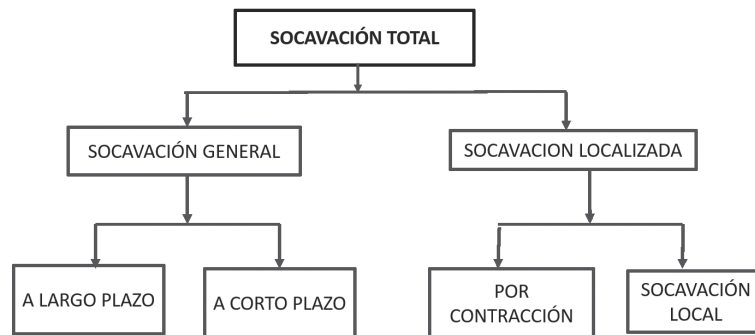 SOCAVACIÓN TOTAL
SOCAVACIÓN GENERAL
SOCAVACION LOCALIZADA
A LARGO PLAZO
A CORTO PLAZO
POR
CONTRACCIÓN
SOCAVACIÓN
LOCAL